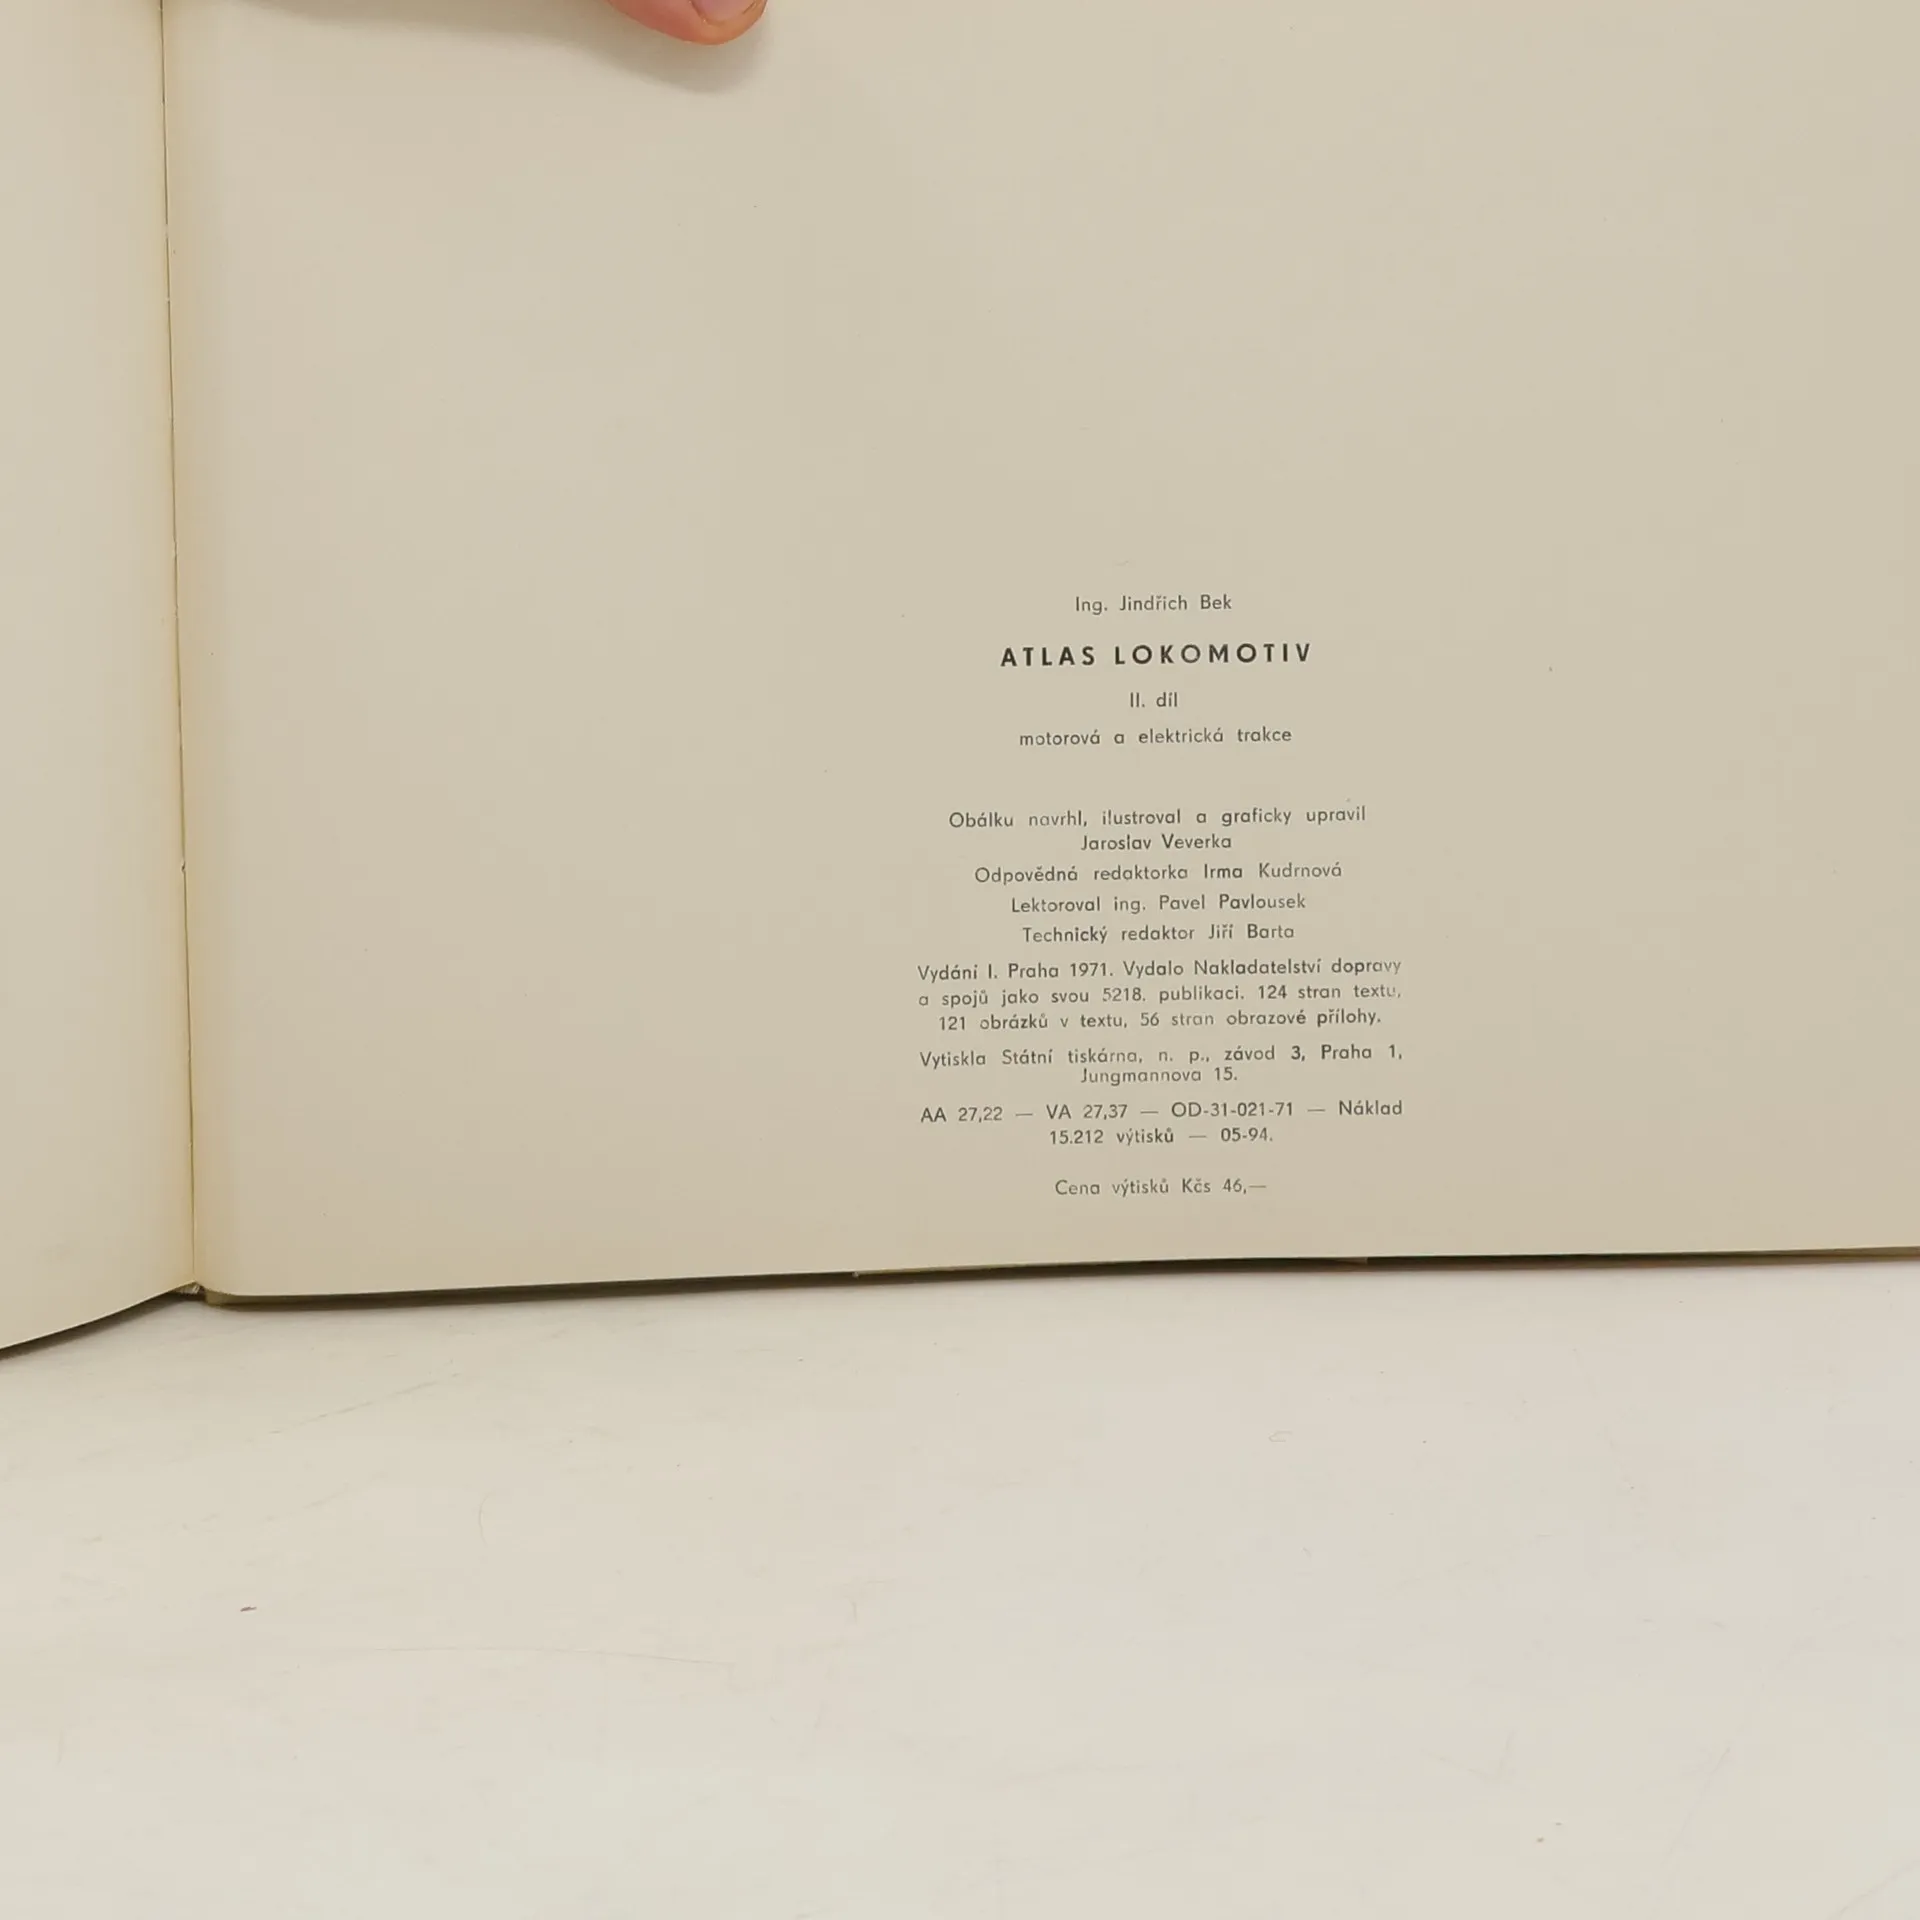 Ing. Jindřich Bek
ATLAS LOKOMOTIV
II. díl
motorová a elektrická trakce
Obálku navrhl, ilustroval a graficky upravil
Jaroslav Veverka
Odpovědná redaktorka Irma Kudrnová
Lektoroval ing. Pavel Pavlousek
Technický redaktor Jiří Barta
Vydání I. Praha 1971. Vydalo Nakladatelství dopravy
a spojů jako svou 5218. publikaci. 124 stran textu,
121 obrázků v textu, 56 stran obrazové přílohy.
Vytiskla Státní tiskárna, n. p., závod 3, Praha 1,
Jungmannova 15.
AA 27,22 — VA 27,37 — OD-31-021-71 — Náklad
15.212 výtisků — 05-94.
Cena výtisků Kčs 46,—